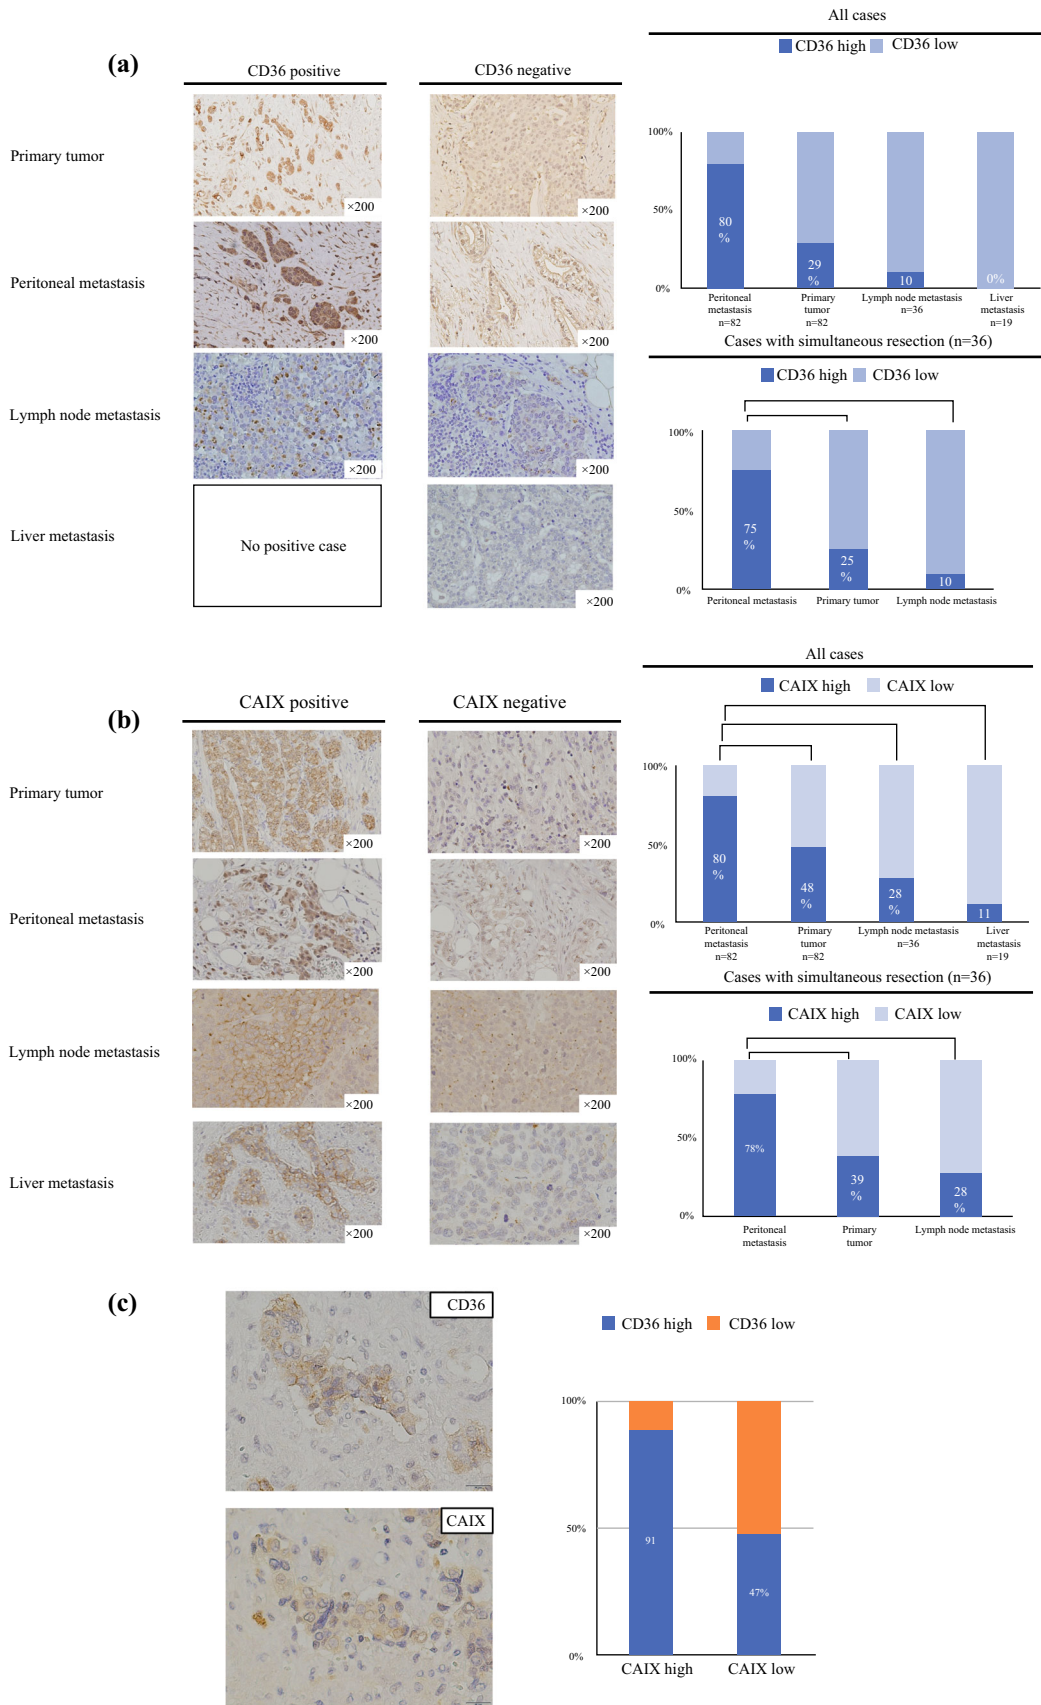 (a)
CD36 positive
CD36 negative
Primary tumor
×200
×200
Peritoneal metastasis
×200
×200
Lymph node metastasis
×200
×200
Liver metastasis
No positive case
×200
All cases
CD36 high
CD36 low
100%
50%
0%
80
%
29
%
10
0%
Peritoneal
metastasis
n=82
Primary
tumor
n=82
Lymph node metastasis
n=36
Liver
metastasis
n=19
Cases with simultaneous resection (n=36)
CD36 high
CD36 low
100%
50%
0%
75
%
25
%
10
Peritoneal metastasis
Primary tumor
Lymph node metastasis
(b)
CAIX positive
CAIX negative
Primary tumor
×200
×200
Peritoneal metastasis
×200
×200
Lymph node metastasis
×200
×200
Liver metastasis
×200
×200
All cases
CAIX high
CAIX low
100%
50%
0%
80
%
48
%
28
%
11
Peritoneal
metastasis
n=82
Primary
tumor
n=82
Lymph node metastasis
n=36
Liver
metastasis
n=19
Cases with simultaneous resection (n=36)
CAIX high
CAIX low
100%
50%
0%
78%
39
%
28
%
Peritoneal
metastasis
Primary
tumor
Lymph node metastasis
(c)
CD36
CAIX
CD36 high
CD36 low
100%
50%
0%
91
47%
CAIX high
CAIX low